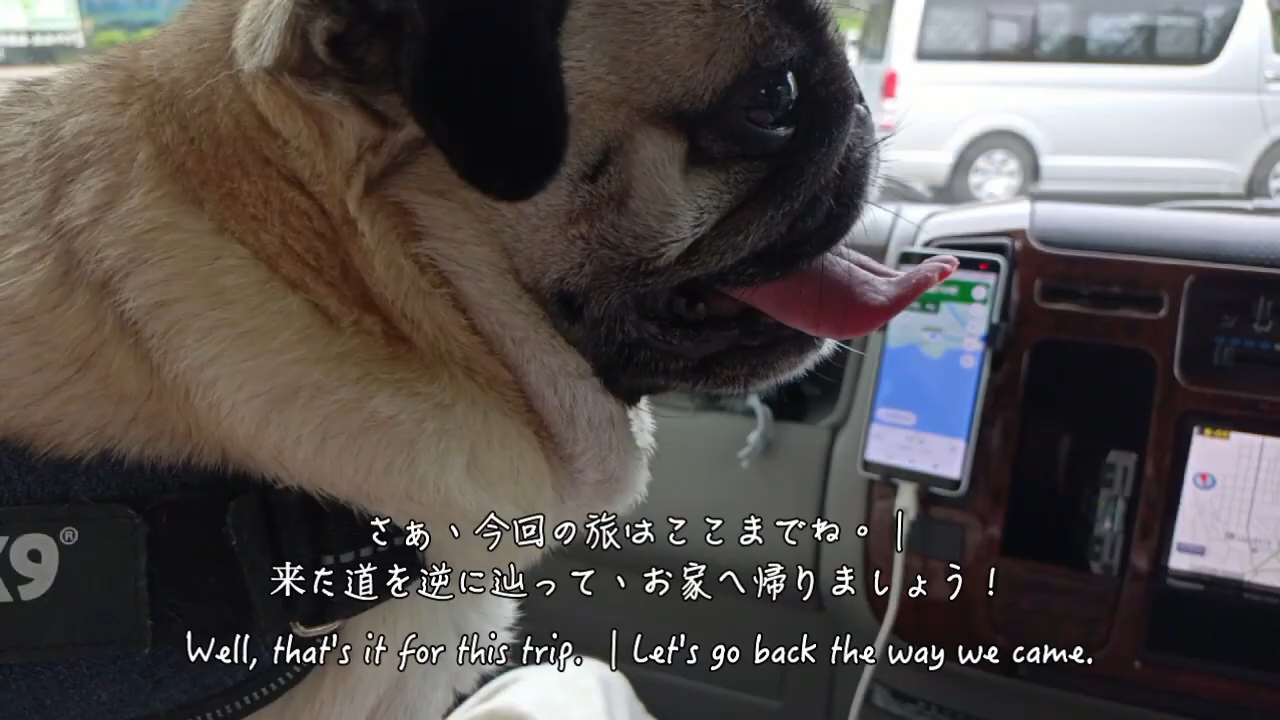 さぁ、今回の旅はここまでね。|
来た道を逆に辿って、お家へ帰りましょう！
Well, that's it for this trip. | Let's go back the way we came.
K9®